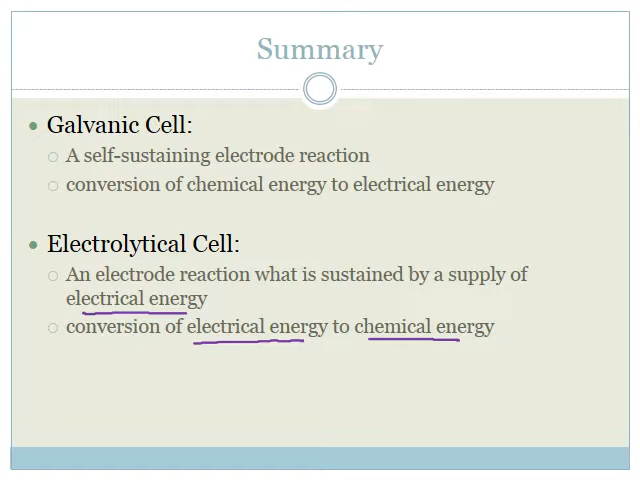 Summary
Galvanic Cell:
A self-sustaining electrode reaction
conversion of chemical energy to electrical energy
Electrolytical Cell:
An electrode reaction what is sustained by a supply of
electrical energy
conversion of electrical energy to chemical energy